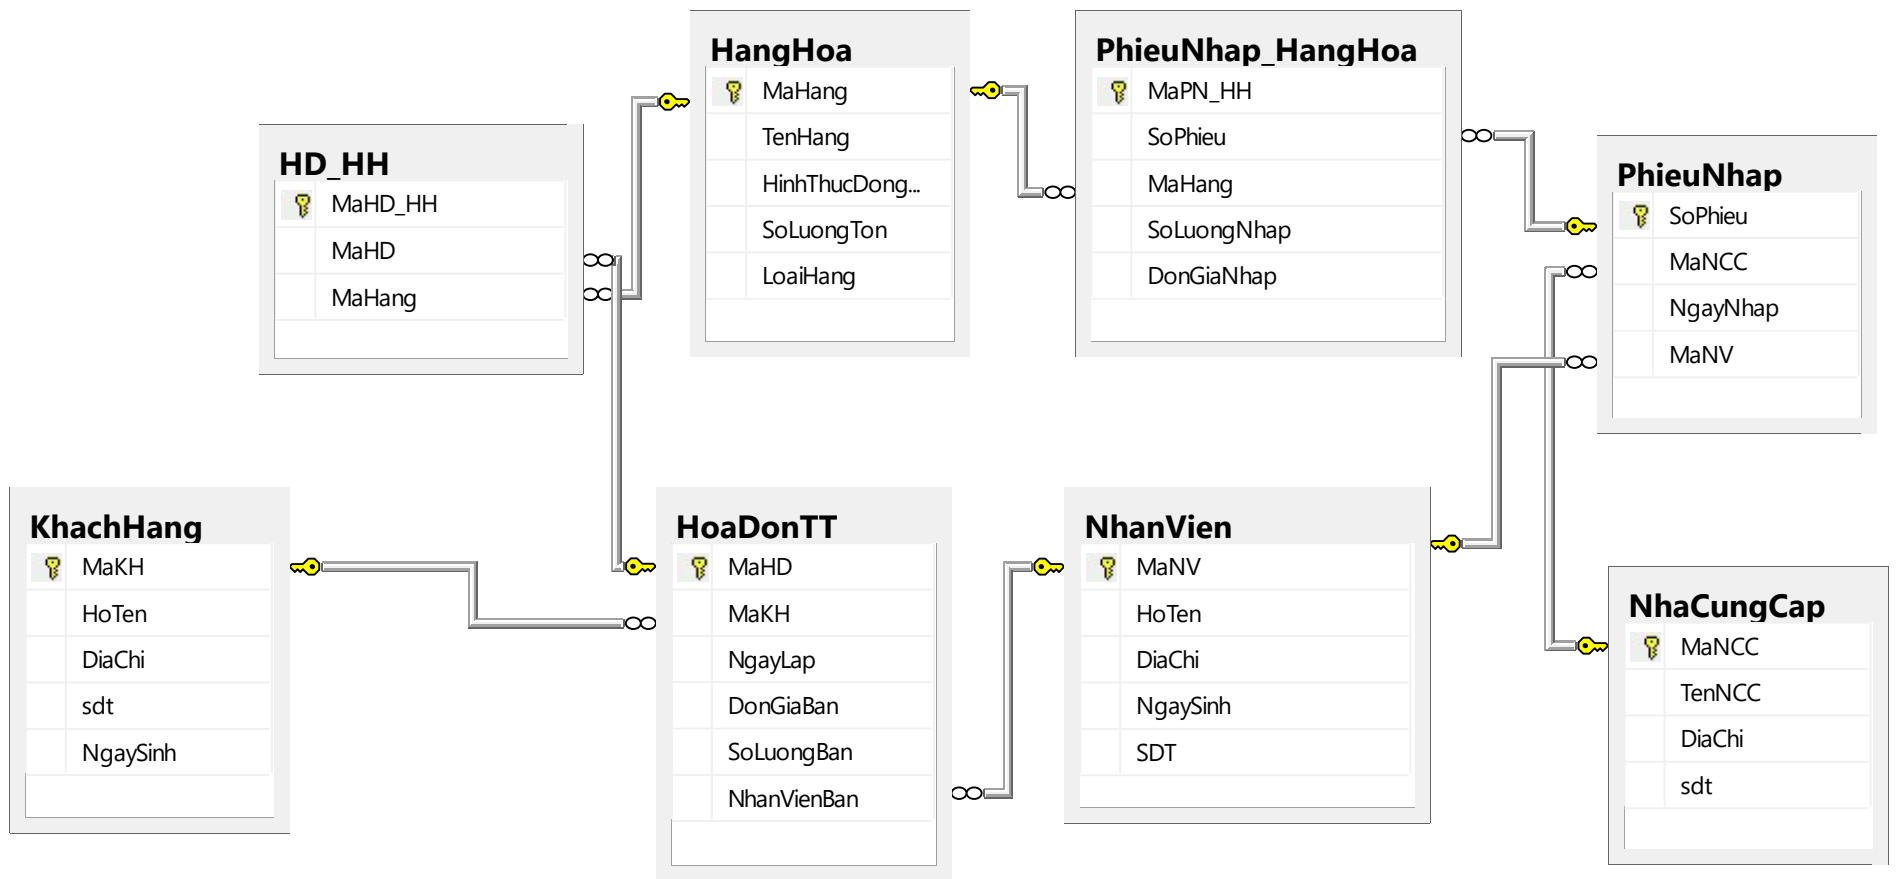 HD_HH
MaHD_HH
MaHD
MaHang
HangHoa
MaHang
TenHang
HinhThucDong...
SoLuongTon
LoaiHang
PhieuNhap_HangHoa
MaPN_HH
SoPhieu
MaHang
SoLuongNhap
DonGiaNhap
PhieuNhap
SoPhieu
MaNCC
NgayNhap
MaNV
KhachHang
MaKH
HoTen
DiaChi
sdt
NgaySinh
HoaDonTT
MaHD
MaKH
NgayLap
DonGiaBan
SoLuongBan
NhanVienBan
NhanVien
MaNV
HoTen
DiaChi
NgaySinh
SDT
NhaCungCap
MaNCC
TenNCC
DiaChi
sdt